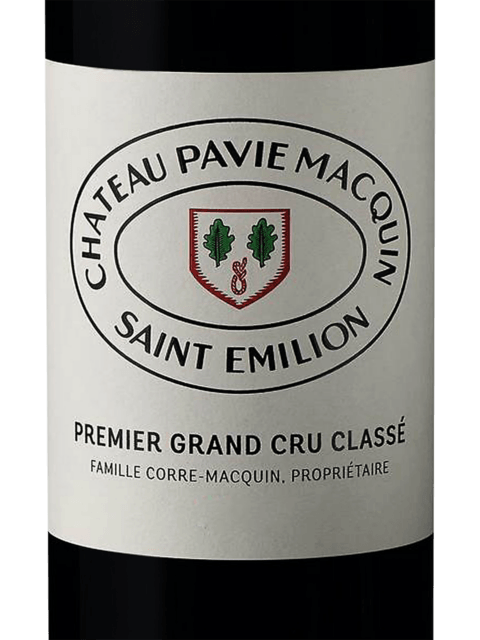 CHATEAU PAVIE MACQUIN
SAINT EMILION
PREMIER GRAND CRU CLASSÉ
FAMILLE CORRE-MACQUIN, PROPRIÉTAIRE